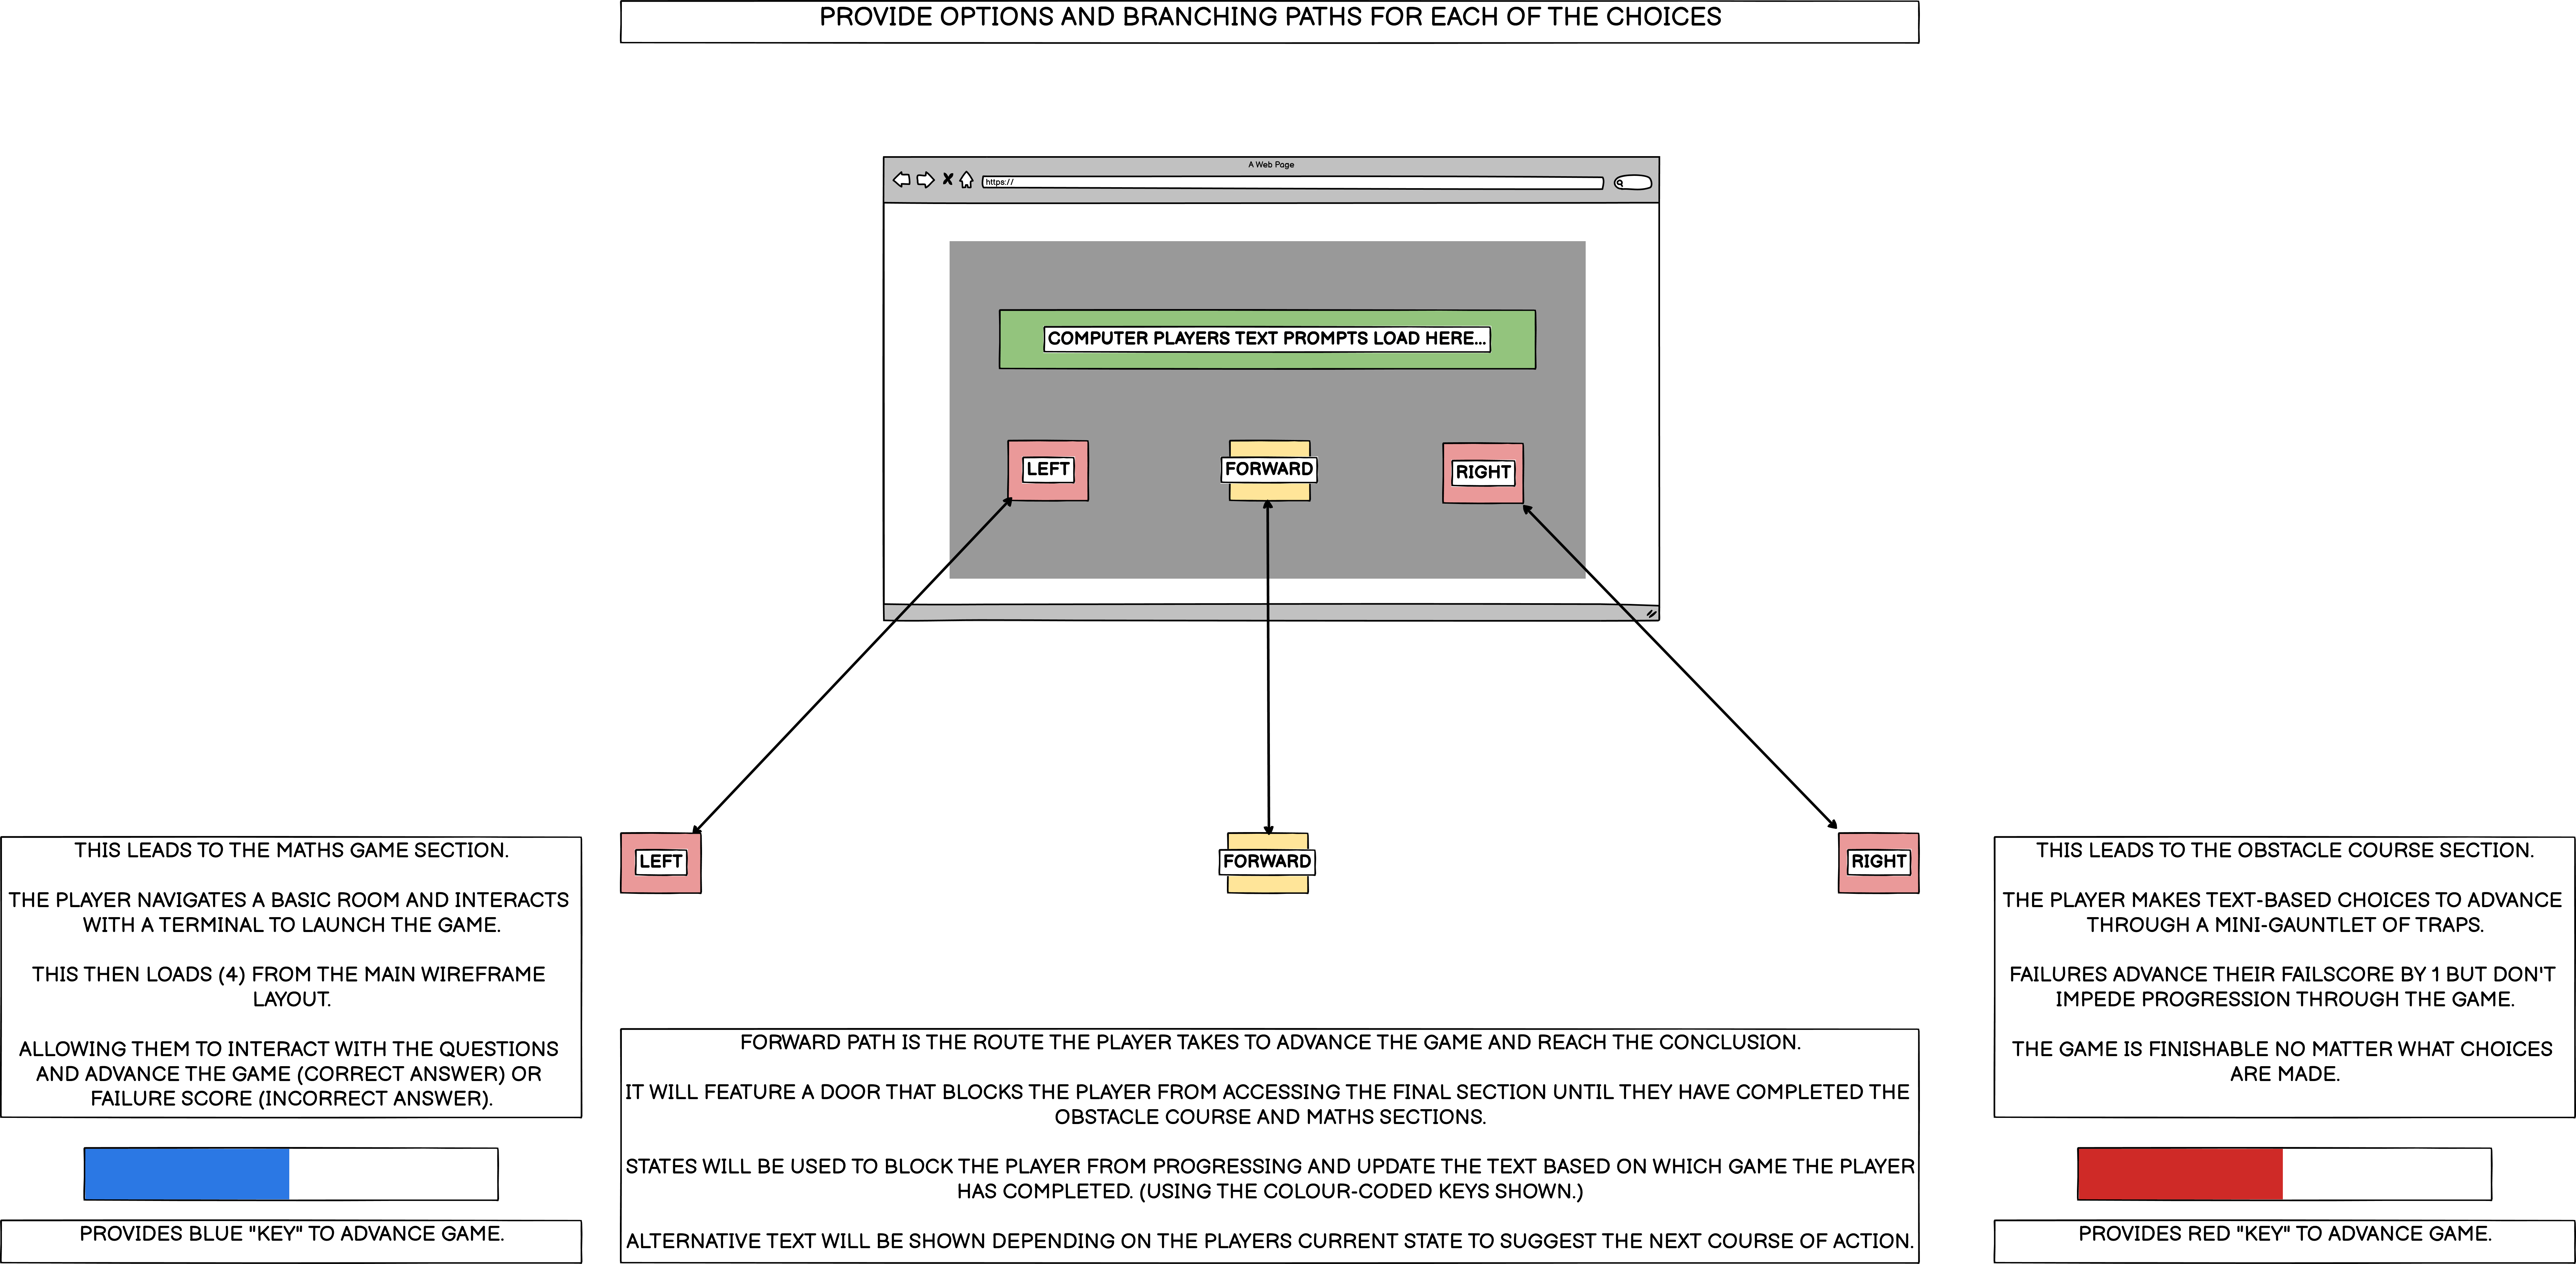 PROVIDE OPTIONS AND BRANCHING PATHS FOR EACH OF THE CHOICES
A Web Page
https://
COMPUTER PLAYERS TEXT PROMPTS LOAD HERE...
LEFT
FORWARD
RIGHT
LEFT
FORWARD
RIGHT
THIS LEADS TO THE MATHS GAME SECTION.
THE PLAYER NAVIGATES A BASIC ROOM AND INTERACTS
WITH A TERMINAL TO LAUNCH THE GAME.
THIS THEN LOADS (4) FROM THE MAIN WIREFRAME
LAYOUT.
ALLOWING THEM TO INTERACT WITH THE QUESTIONS
AND ADVANCE THE GAME (CORRECT ANSWER) OR
FAILURE SCORE (INCORRECT ANSWER).
PROVIDES BLUE "KEY" TO ADVANCE GAME.
FORWARD PATH IS THE ROUTE THE PLAYER TAKES TO ADVANCE THE GAME AND REACH THE CONCLUSION.
IT WILL FEATURE A DOOR THAT BLOCKS THE PLAYER FROM ACCESSING THE FINAL SECTION UNTIL THEY HAVE COMPLETED THE
OBSTACLE COURSE AND MATHS SECTIONS.
STATES WILL BE USED TO BLOCK THE PLAYER FROM PROGRESSING AND UPDATE THE TEXT BASED ON WHICH GAME THE PLAYER
HAS COMPLETED. (USING THE COLOUR-CODED KEYS SHOWN.)
ALTERNATIVE TEXT WILL BE SHOWN DEPENDING ON THE PLAYERS CURRENT STATE TO SUGGEST THE NEXT COURSE OF ACTION.
THIS LEADS TO THE OBSTACLE COURSE SECTION.
THE PLAYER MAKES TEXT-BASED CHOICES TO ADVANCE
THROUGH A MINI-GAUNTLET OF TRAPS.
FAILURES ADVANCE THEIR FAILSCORE BY 1 BUT DON'T
IMPEDE PROGRESSION THROUGH THE GAME.
THE GAME IS FINISHABLE NO MATTER WHAT CHOICES
ARE MADE.
PROVIDES RED "KEY" TO ADVANCE GAME.